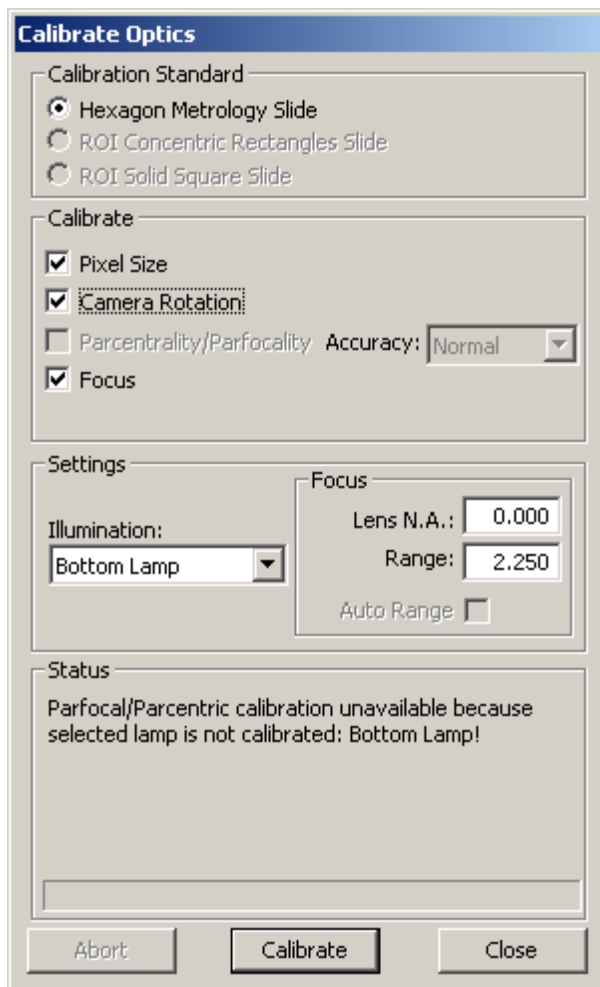 Calibrate Optics
Calibration Standard
Hexagon Metrology Slide
ROI Concentric Rectangles Slide
ROI Solid Square Slide
Calibrate
Pixel Size
Camera Rotation
Parcentrality/Parfocality Accuracy: Normal
Focus
Settings
Focus
Lens N.A.: 0.000
Illumination:
Range: 2.250
Bottom Lamp
Auto Range
Status
Parfocal/Parcentric calibration unavailable because
selected lamp is not calibrated: Bottom Lamp!
Abort Calibrate Close